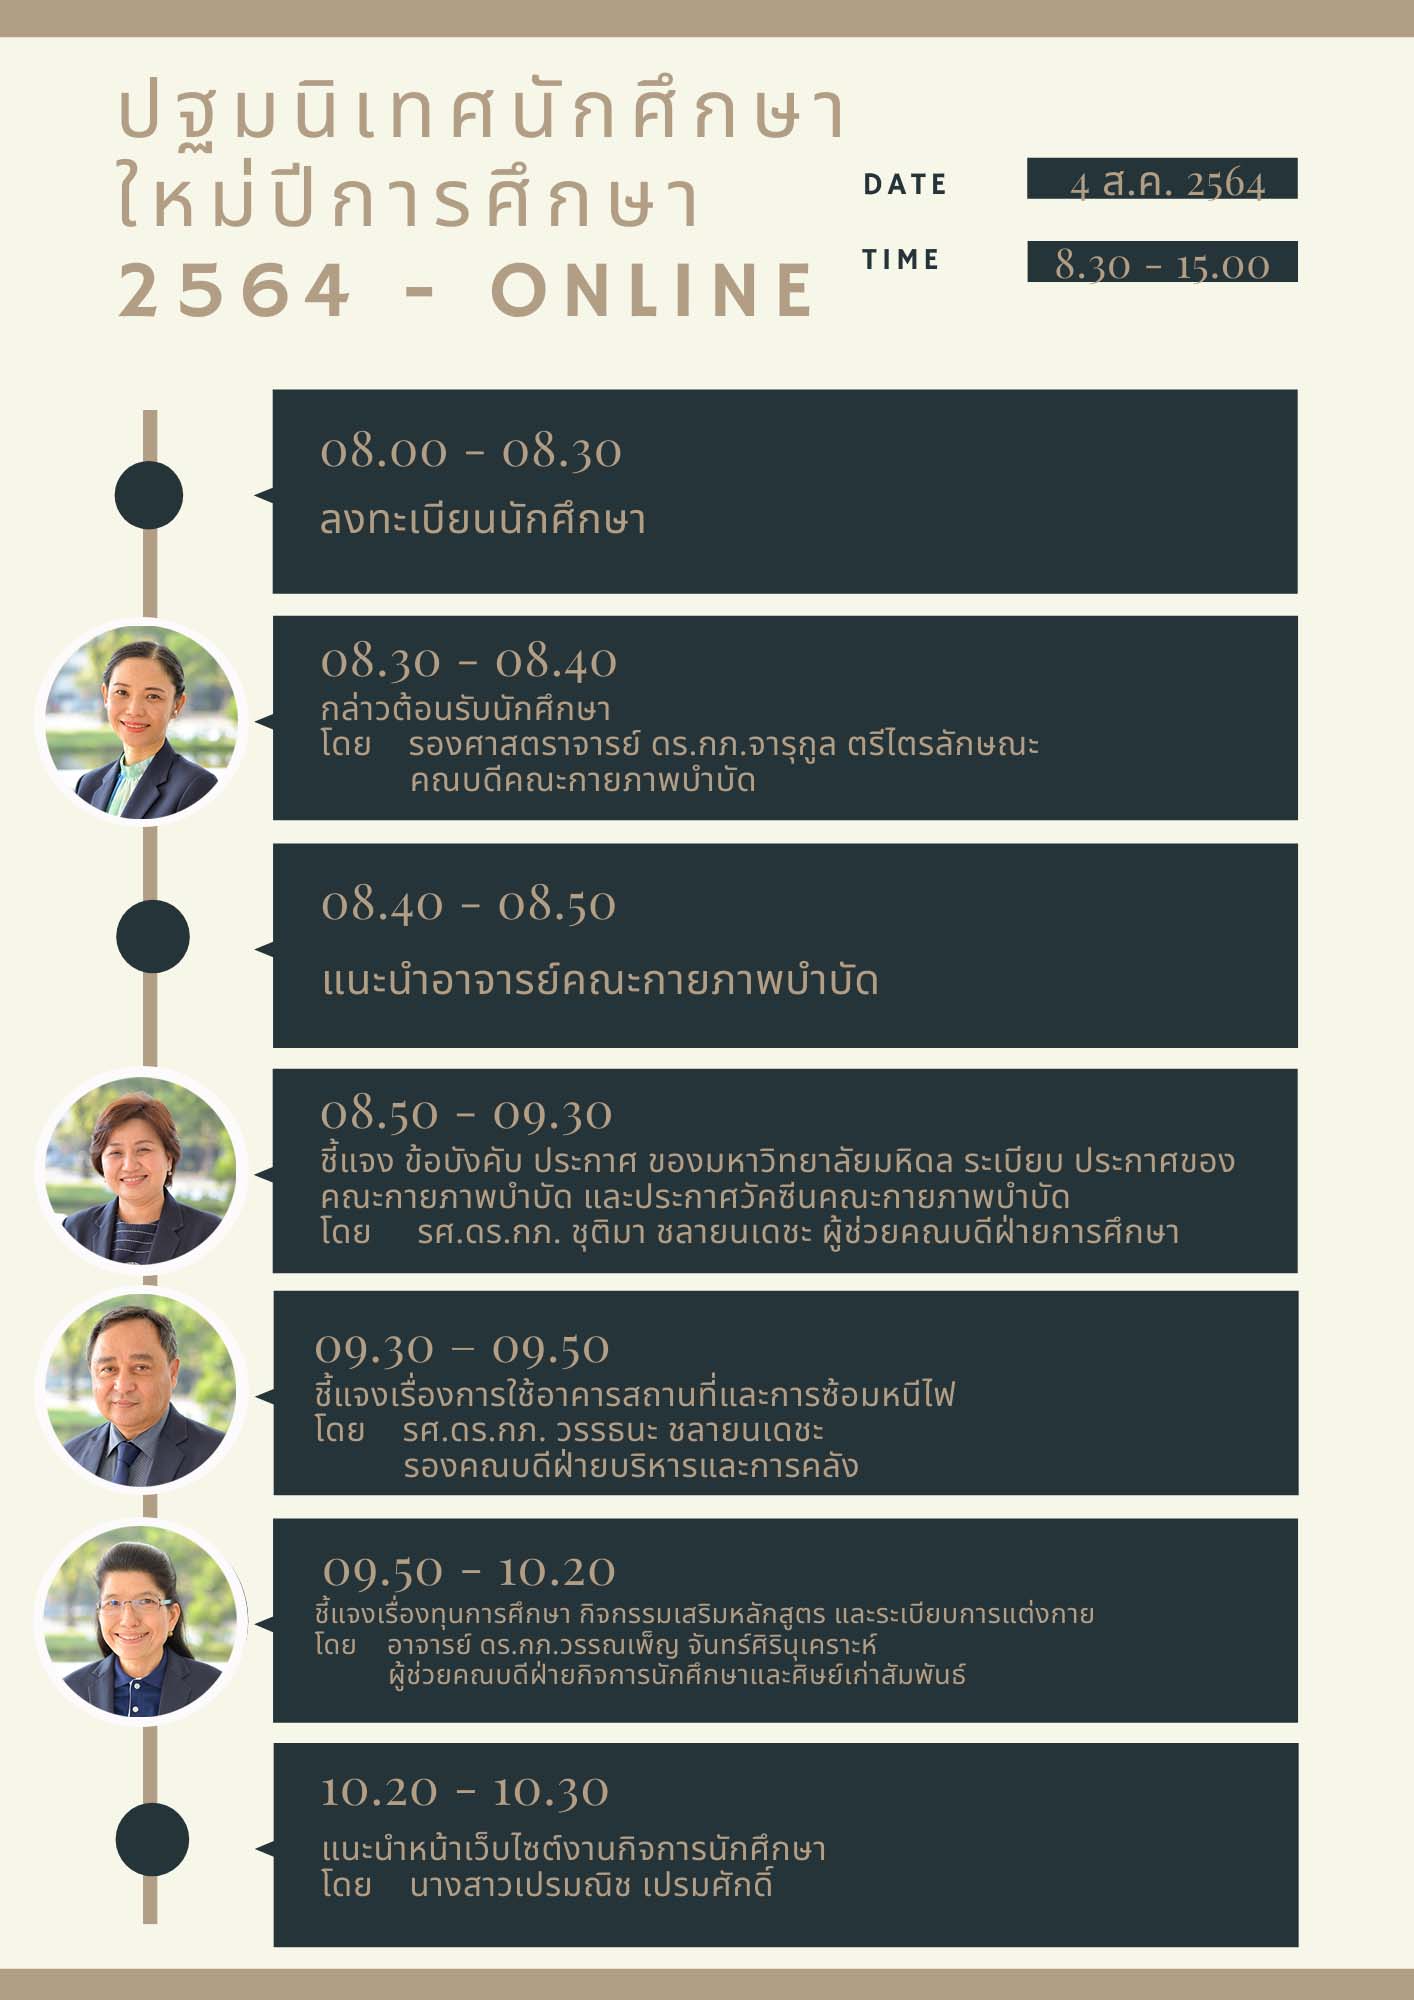 ปฐมนิเทศนักศึกษา
ใหม่ปีการศึกษา
2564 - ONLINE
DATE 4 ส.ค. 2564
TIME 8.30 - 15.00
08.00 - 08.30
ลงทะเบียนนักศึกษา
08.30 - 08.40
กล่าวต้อนรับนักศึกษา
โดย รองศาสตราจารย์ ดร.กภ.จารุกูล ตรีไตรลักษณะ
คณบดีคณะกายภาพบำบัด
08.40 - 08.50
แนะนำอาจารย์คณะกายภาพบำบัด
08.50 - 09.30
ชี้แจง ข้อบังคับ ประกาศ ของมหาวิทยาลัยมหิดล ระเบียบ ประกาศของ
คณะกายภาพบำบัด และประกาศวัคซีนคณะกายภาพบำบัด
โดย รศ.ดร.กภ. ชุติมา ชลายนเดชะ ผู้ช่วยคณบดีฝ่ายการศึกษา
09.30 – 09.50
ชี้แจงเรื่องการใช้อาคารสถานที่และการซ้อมหนีไฟ
โดย รศ.ดร.กภ. วรรธนะ ชลายนเดชะ
รองคณบดีฝ่ายบริหารและการคลัง
09.50 - 10.20
ชี้แจงเรื่องทุนการศึกษา กิจกรรมเสริมหลักสูตร และระเบียบการแต่งกาย
โดย อาจารย์ ดร.กภ.วรรณเพ็ญ จันทร์ศิรินุเคราะห์
ผู้ช่วยคณบดีฝ่ายกิจการนักศึกษาและศิษย์เก่าสัมพันธ์
10.20 - 10.30
แนะนำหน้าเว็บไซต์งานกิจการนักศึกษา
โดย นางสาวเปรมณิช เปรมศักดิ์